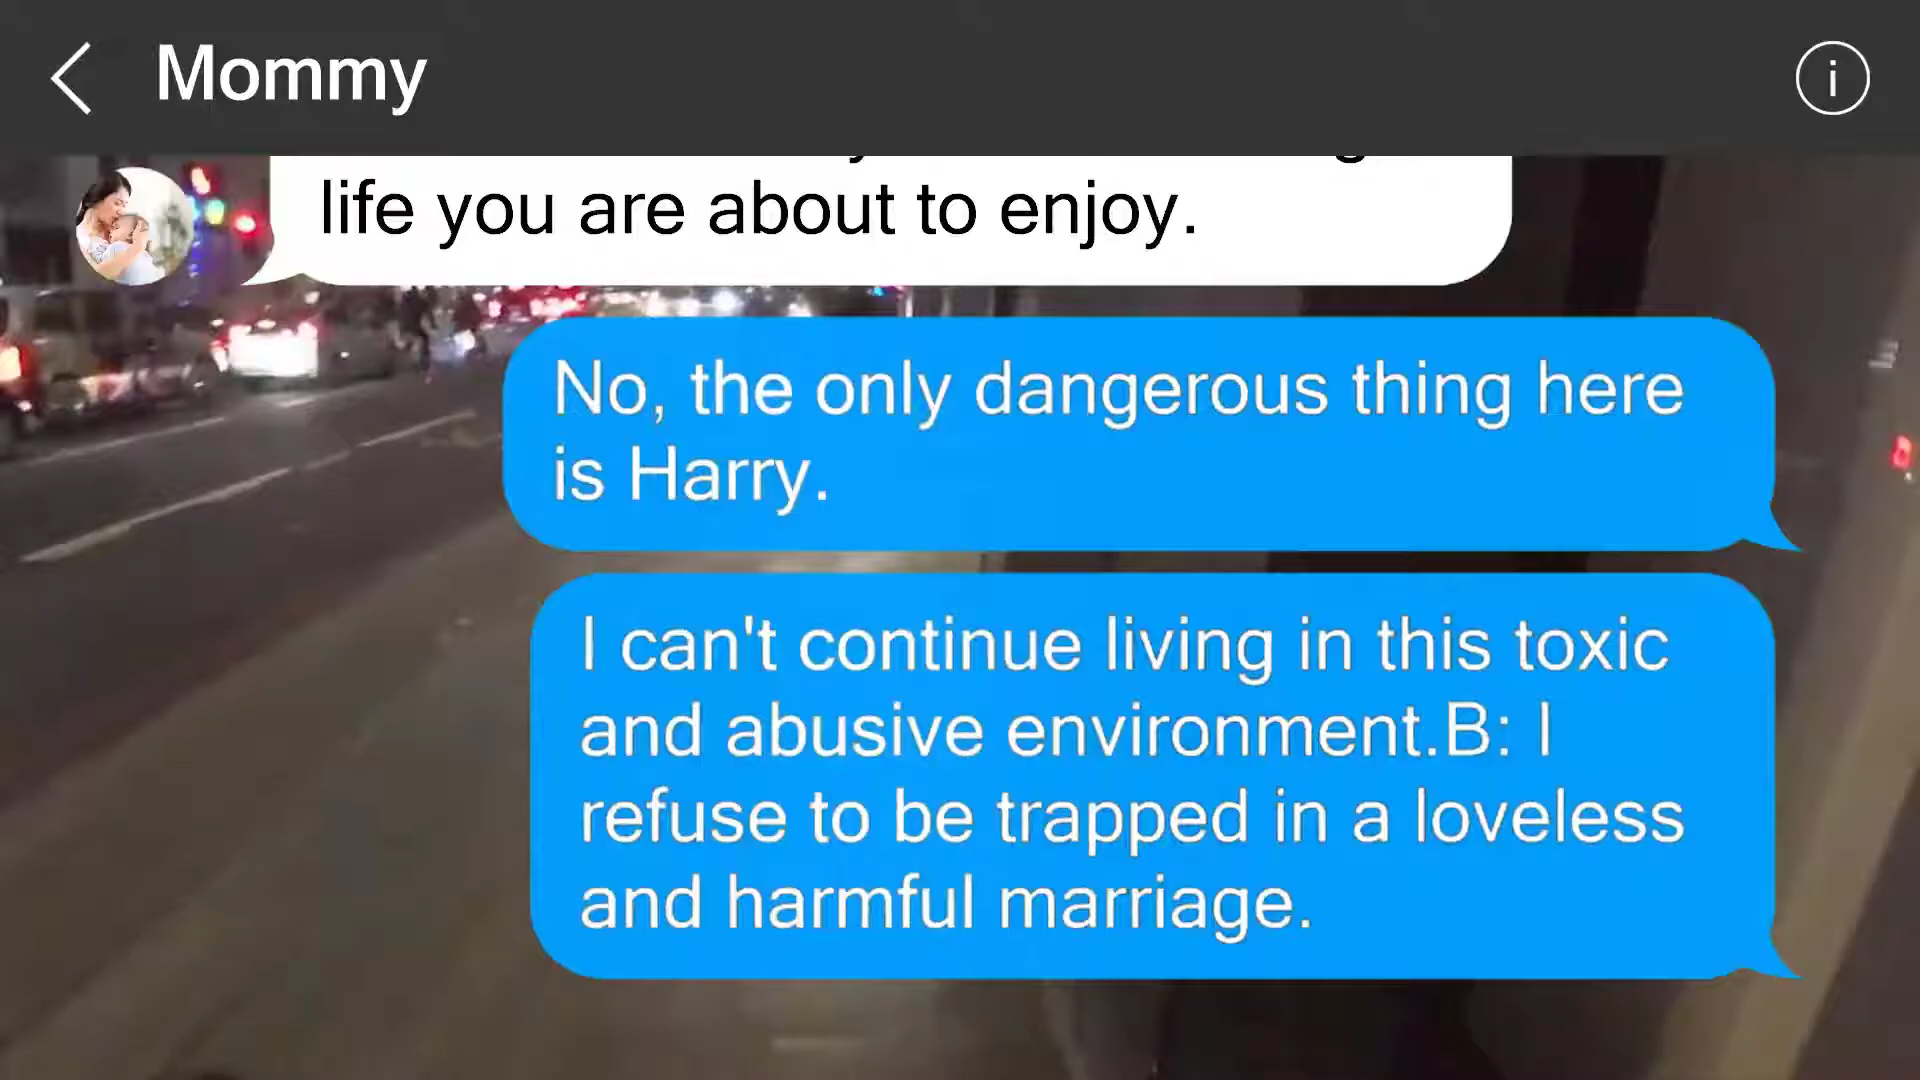 Mommy
life you are about to enjoy.
No, the only dangerous thing here
is Harry.
I can't continue living in this toxic
and abusive environment.B: I
refuse to be trapped in a loveless
and harmful marriage.